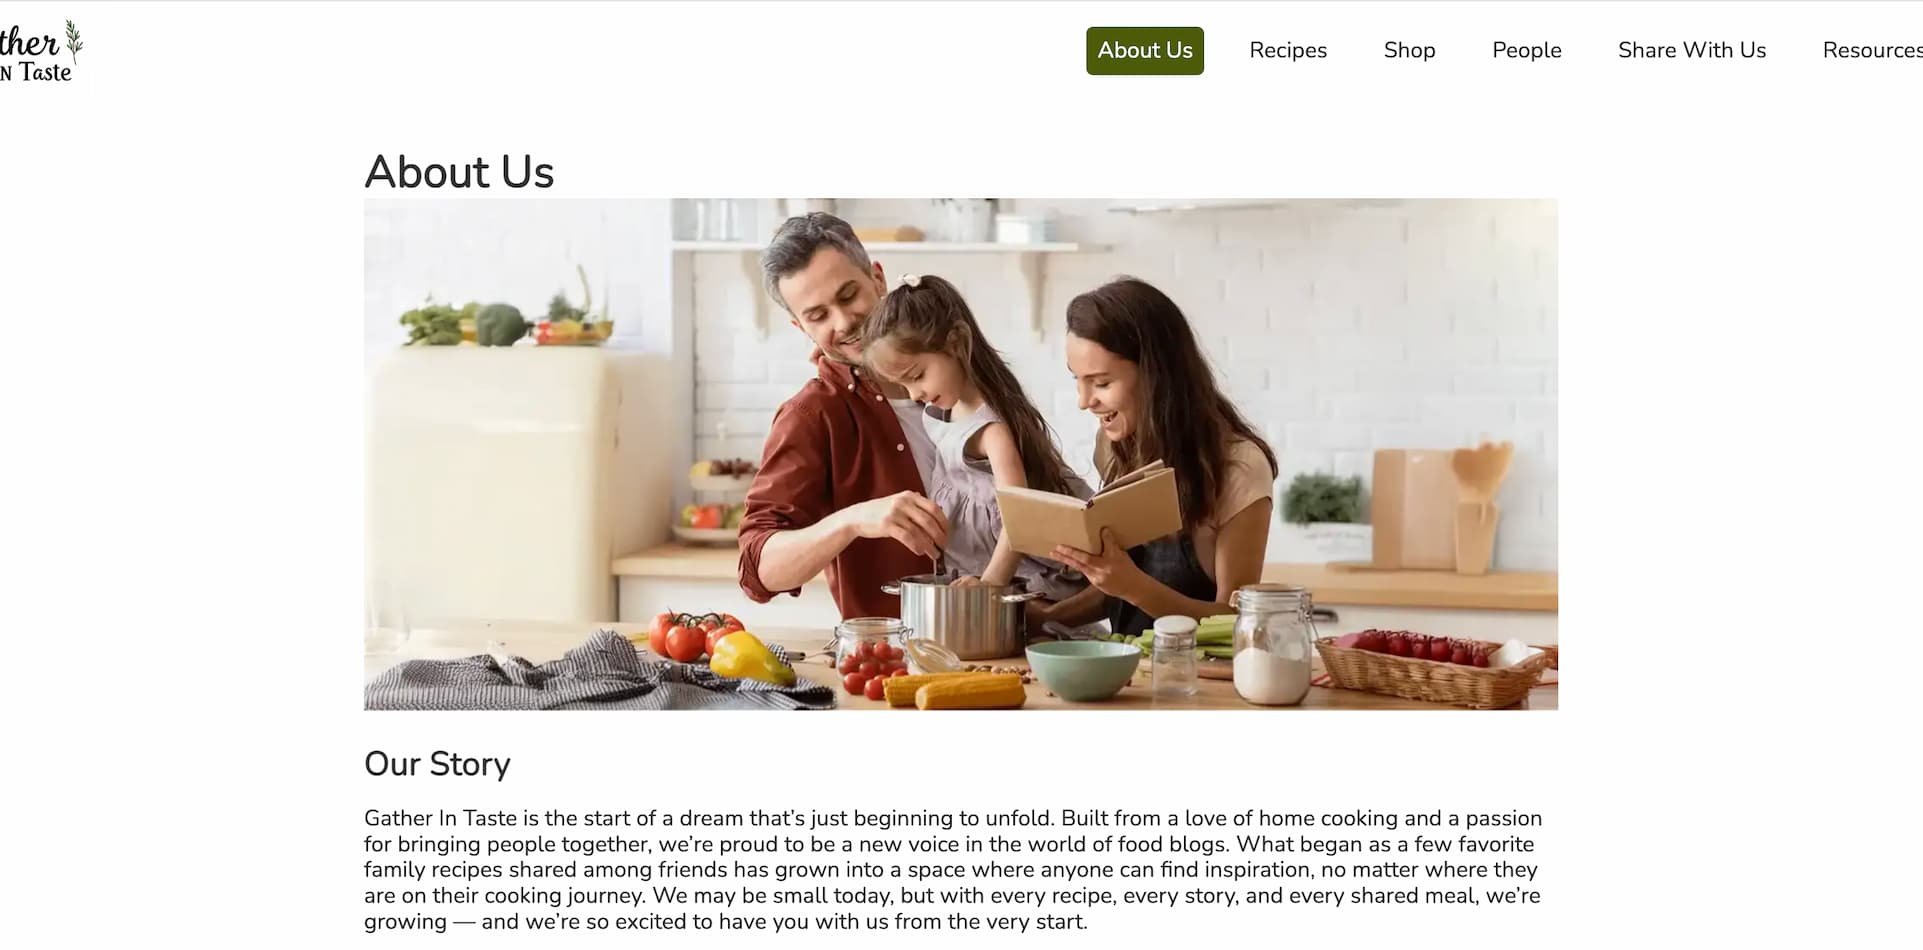 ther
IN Taste
About Us
Recipes
Shop
People
Share With Us
Resources
About Us
Our Story
Gather In Taste is the start of a dream that’s just beginning to unfold. Built from a love of home cooking and a passion
for bringing people together, we’re proud to be a new voice in the world of food blogs. What began as a few favorite
family recipes shared among friends has grown into a space where anyone can find inspiration, no matter where they
are on their cooking journey. We may be small today, but with every recipe, every story, and every shared meal, we’re
growing — and we’re so excited to have you with us from the very start.